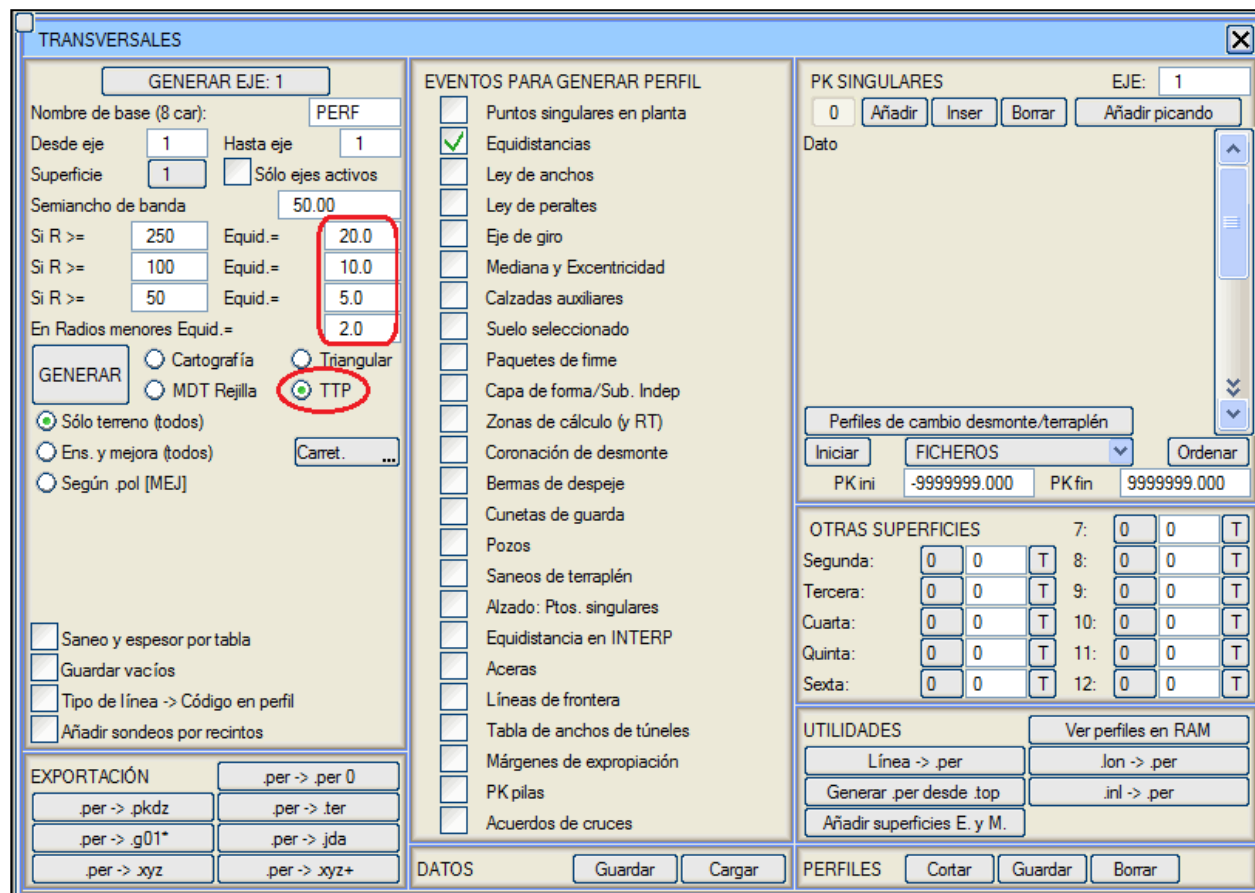 TRANSVERSALES
GENERAR EJE: 1
Nombre de base (8 car): PERF
Desde eje 1 Hasta eje 1
Superficie 1 Sólo ejes activos
Semiancho de banda 50.00
Si R >= 250 Equid.= 20.0
Si R >= 100 Equid.= 10.0
Si R >= 50 Equid.= 5.0
En Radios menores Equid.= 2.0
GENERAR
Cartografía Triangular
MDT Rejilla TTP
Sólo terreno (todos)
Ens. y mejora (todos) Carret. ...
Según .pol [MEJ]
Saneo y espesor por tabla
Guardar vacíos
Tipo de línea -> Código en perfil
Añadir sondeos por recintos
EXPORTACIÓN .per -> .per 0
.per -> .pkdz .per -> .ter
.per -> .g01* .per -> .jda
.per -> .xyz .per -> .xyz+
EVENTOS PARA GENERAR PERFIL
Puntos singulares en planta
Equidistancias
Ley de anchos
Ley de peraltes
Eje de giro
Mediana y Excentricidad
Calzadas auxiliares
Suelo seleccionado
Paquetes de firme
Capa de forma/Sub. Indep
Zonas de cálculo (y RT)
Coronación de desmonte
Bermas de despeje
Cunetas de guarda
Pozos
Saneos de terraplén
Alzado: Ptos. singulares
Equidistancia en INTERP
Aceras
Líneas de frontera
Tabla de anchos de túneles
Márgenes de expropiación
PK pilas
Acuerdos de cruces
DATOS Guardar Cargar
PK SINGULARES EJE: 1
0 Añadir Inser Borrar Añadir picando
Dato
Perfiles de cambio desmonte/terraplén
Iniciar FICHEROS Ordenar
PK ini -9999999.000 PK fin 9999999.000
OTRAS SUPERFICIES 7: 0 0 T
Segunda: 0 0 T 8: 0 0 T
Tercera: 0 0 T 9: 0 0 T
Cuarta: 0 0 T 10: 0 0 T
Quinta: 0 0 T 11: 0 0 T
Sexta: 0 0 T 12: 0 0 T
UTILIDADES Ver perfiles en RAM
Línea -> .per .lon -> .per
Generar .per desde .top .inl -> .per
Añadir superficies E. y M.
PERFILES Cortar Guardar Borrar